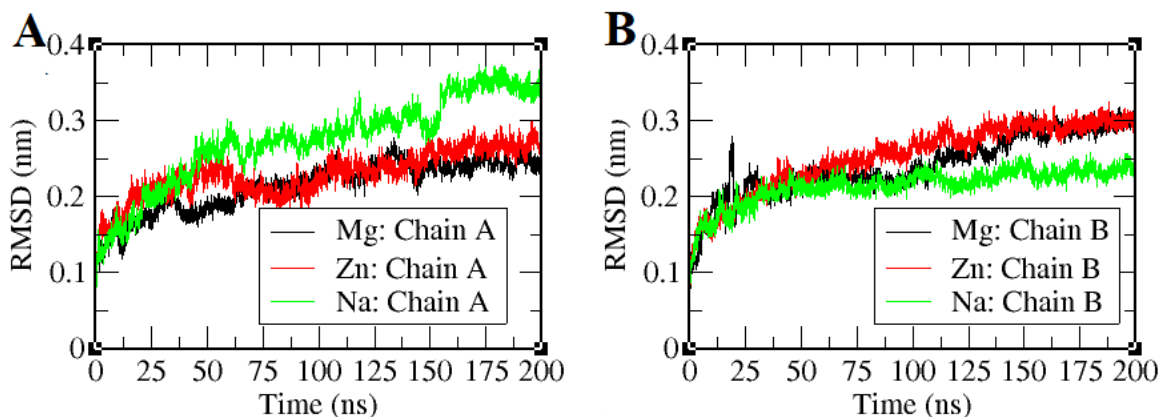 A
0.4
0.3
0.2
0.1
0
RMSD (nm)
Mg: Chain A
Zn: Chain A
Na: Chain A
0 25 50 75 100 125 150 175 200
Time (ns)
B
0.4
0.3
0.2
0.1
0
RMSD (nm)
Mg: Chain B
Zn: Chain B
Na: Chain B
0 25 50 75 100 125 150 175 200
Time (ns)